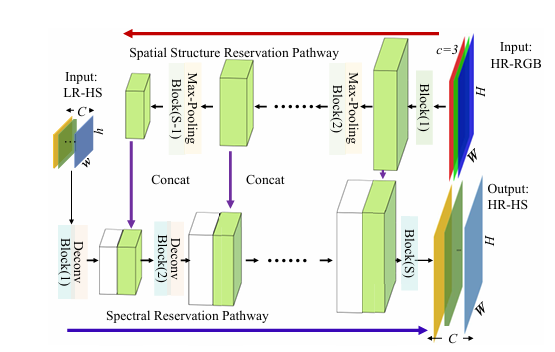 Spatial Structure Reservation Pathway
c=3
Input:
HR-RGB
Input:
LR-HS
C
h
w
Max-Pooling
Block(S-1)
......
Max-Pooling
Block(2)
Block(1)
H
W
Concat
Concat
Output:
HR-HS
Deconv
Block(1)
Deconv
Block(2)
......
Block(S)
H
W
C
Spectral Reservation Pathway